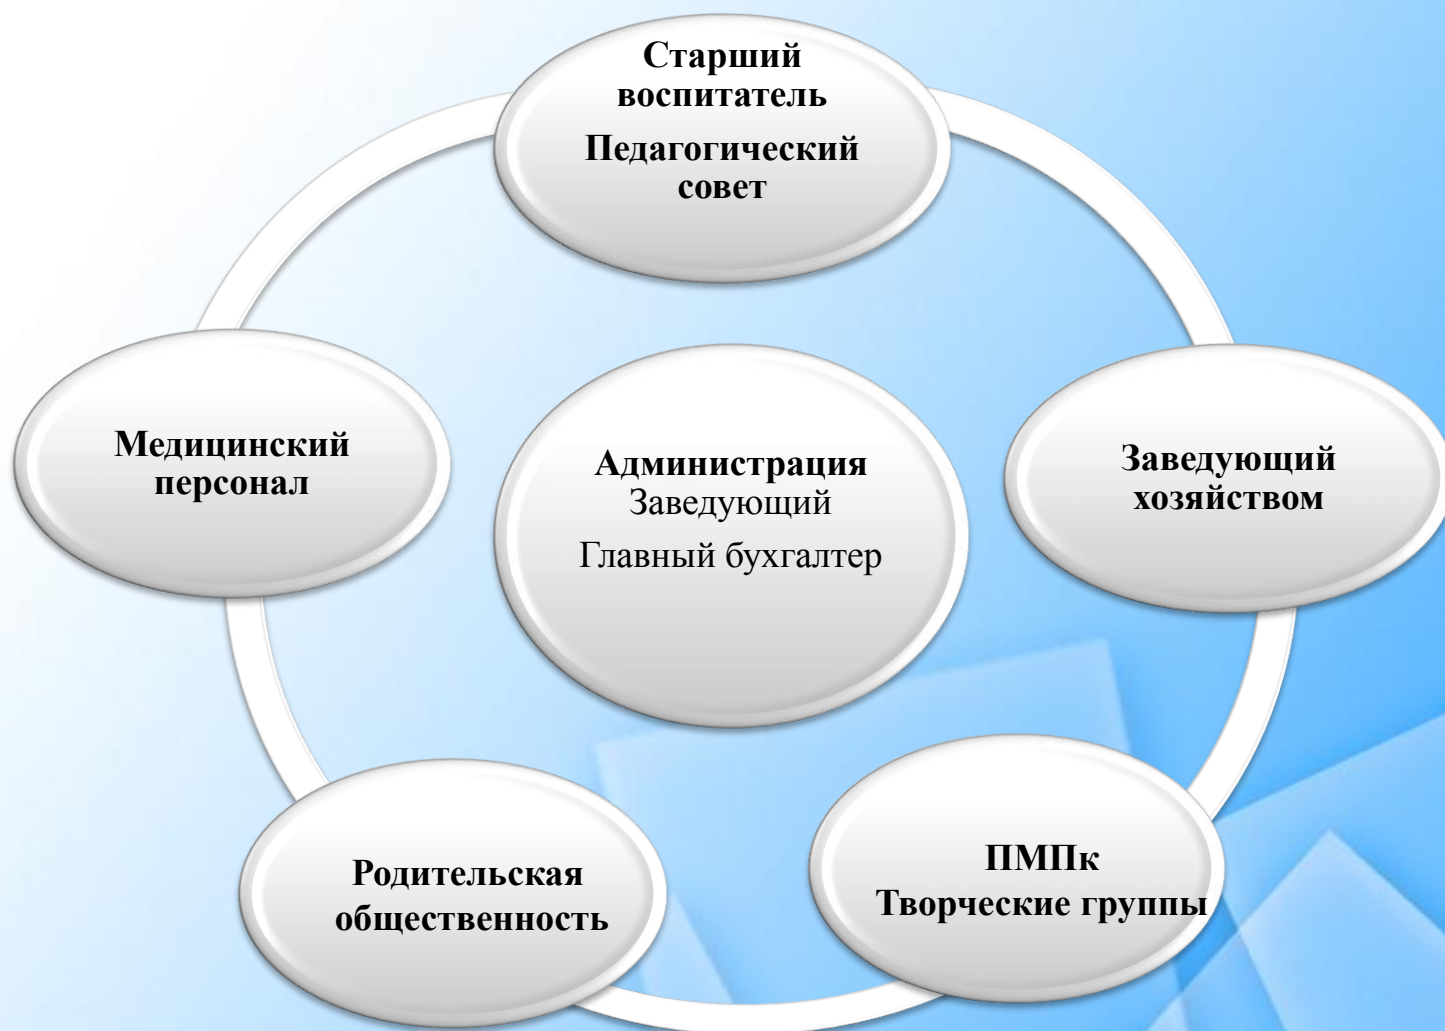 Старший
воспитатель
Педагогический
совет
Медицинский
персонал
Администрация
Заведующий
Главный бухгалтер
Заведующий
хозяйством
Родительская
общественность
ПМПк
Творческие группы